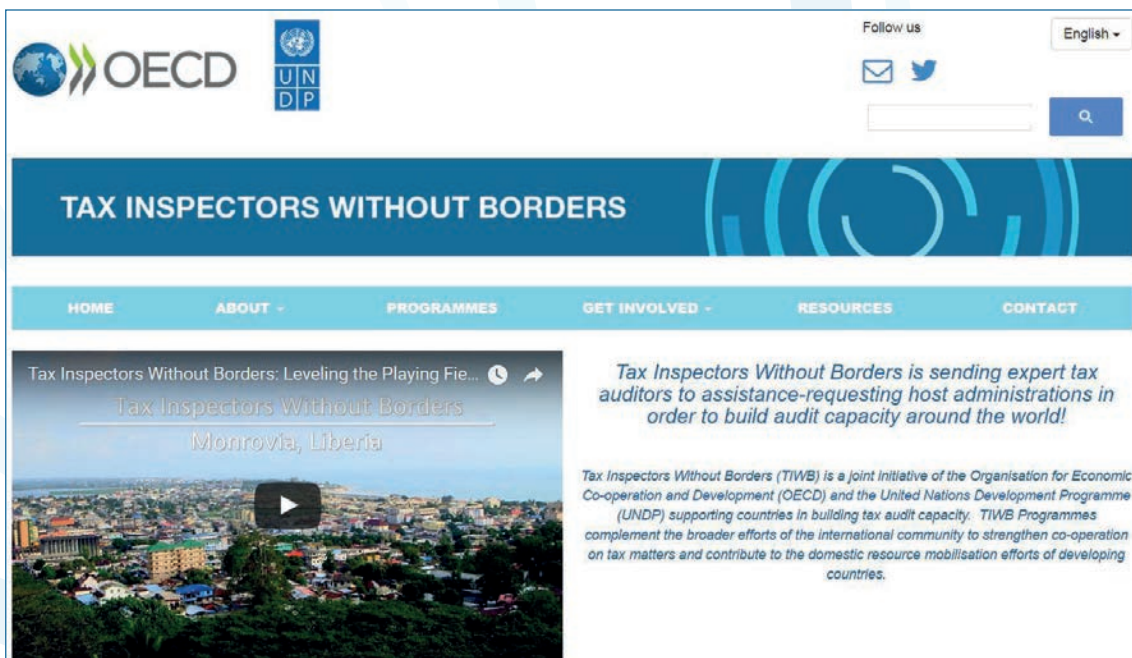 Follow us
English
OECD
UN
DP
TAX INSPECTORS WITHOUT BORDERS
HOME ABOUT PROGRAMMES GET INVOLVED RESOURCES CONTACT
Tax Inspectors Without Borders: Leveling the Playing Fie...
Tax Inspectors Without Borders
Monrovia, Liberia
Tax Inspectors Without Borders is sending expert tax
auditors to assistance-requesting host administrations in
order to build audit capacity around the world!
Tax Inspectors Without Borders (TIWB) is a joint initiative of the Organisation for Economic
Co-operation and Development (OECD) and the United Nations Development Programme
(UNDP) supporting countries in building tax audit capacity. TIWB Programmes
complement the broader efforts of the international community to strengthen co-operation
on tax matters and contribute to the domestic resource mobilisation efforts of developing
countries.